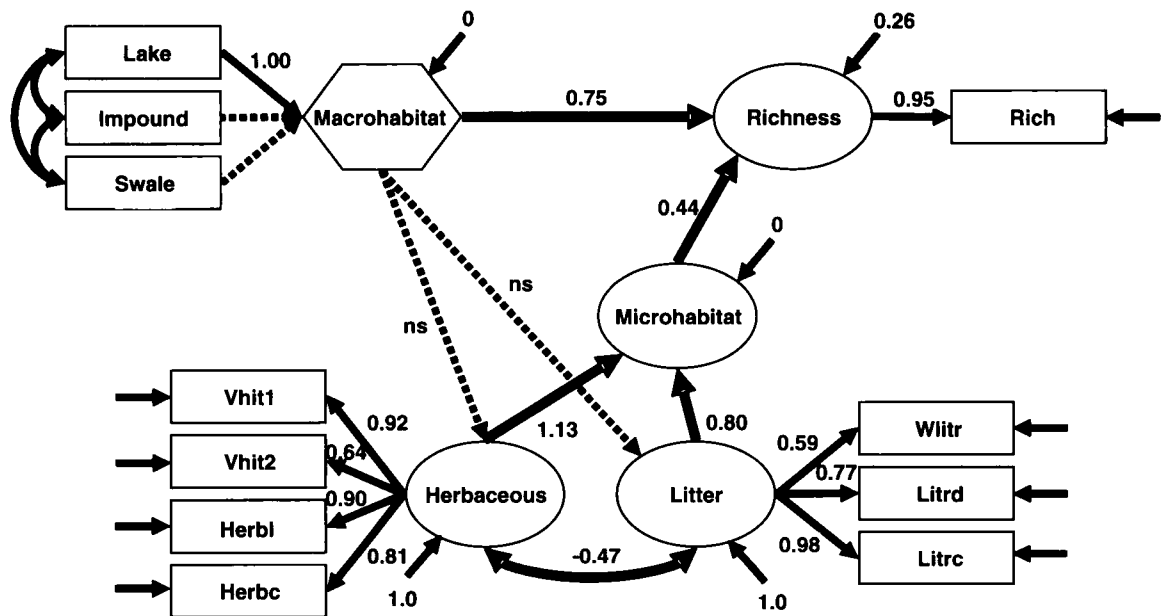 0
0.26
Lake
1.00
Impound
Macrohabitat
0.75
Richness
0.95
Rich
Swale
0.44
0
ns
ns
Microhabitat
Vhit1
0.92
1.13
0.80
Wlitr
0.59
Vhit2
0.64
0.77
Herbaceous
Litter
Litrd
0.90
Herbl
0.98
0.81
-0.47
Litrc
Herbc
1.0
1.0